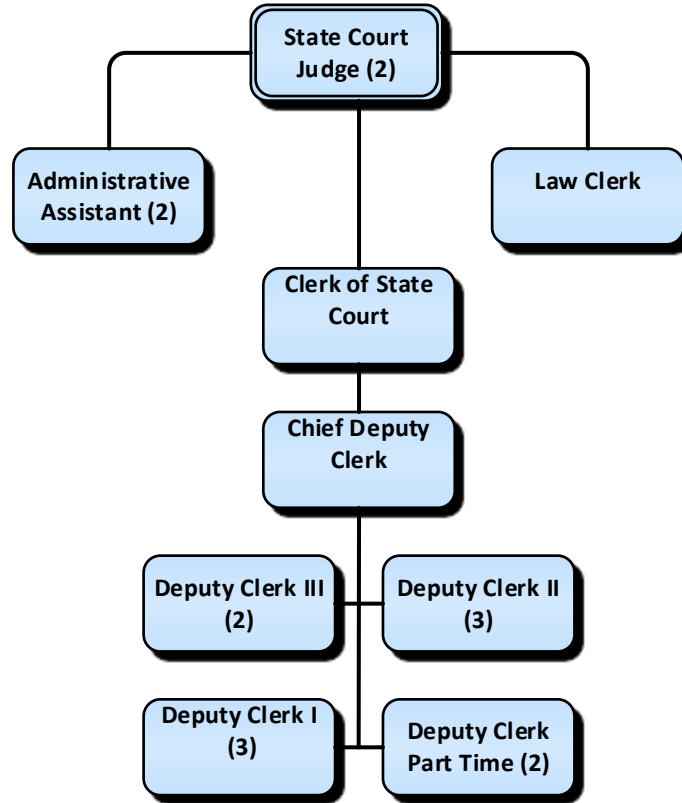 State Court
Judge (2)
Administrative
Assistant (2)
Law Clerk
Clerk of State
Court
Chief Deputy
Clerk
Deputy Clerk III
(2)
Deputy Clerk II
(3)
Deputy Clerk I
(3)
Deputy Clerk
Part Time (2)